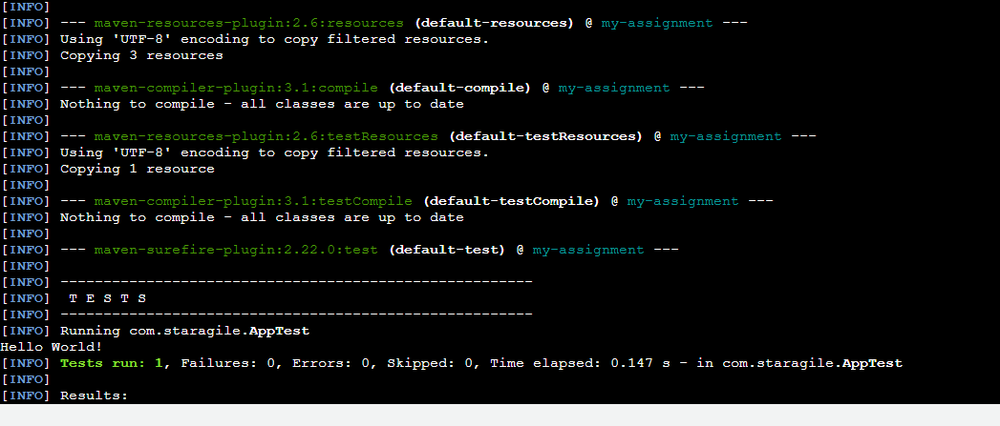 [INFO]
[INFO] --- maven-resources-plugin:2.6:resources (default-resources) @ my-assignment ---
[INFO] Using 'UTF-8' encoding to copy filtered resources.
[INFO] Copying 3 resources
[INFO]
[INFO] --- maven-compiler-plugin:3.1:compile (default-compile) @ my-assignment ---
[INFO] Nothing to compile - all classes are up to date
[INFO]
[INFO] --- maven-resources-plugin:2.6:testResources (default-testResources) @ my-assignment ---
[INFO] Using 'UTF-8' encoding to copy filtered resources.
[INFO] Copying 1 resource
[INFO]
[INFO] --- maven-compiler-plugin:3.1:testCompile (default-testCompile) @ my-assignment ---
[INFO] Nothing to compile - all classes are up to date
[INFO]
[INFO] --- maven-surefire-plugin:2.22.0:test (default-test) @ my-assignment ---
[INFO]
[INFO] -------------------------------------------------------
[INFO]  T E S T S
[INFO] -------------------------------------------------------
[INFO] Running com.staragile.AppTest
Hello World!
[INFO] Tests run: 1, Failures: 0, Errors: 0, Skipped: 0, Time elapsed: 0.147 s - in com.staragile.AppTest
[INFO]
[INFO] Results: